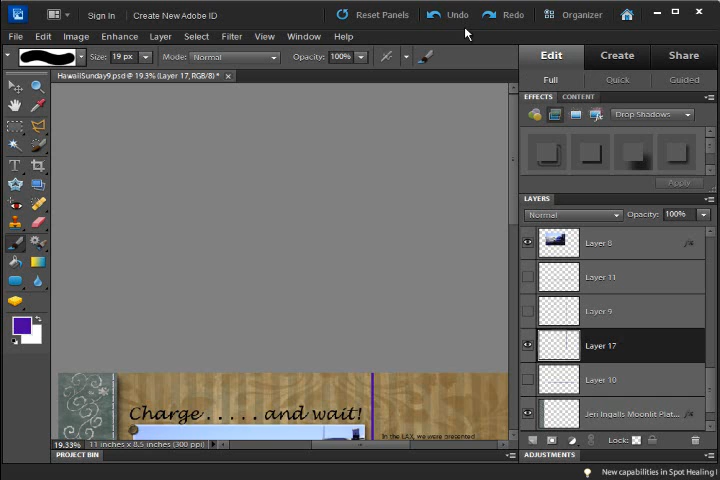 Sign In Create New Adobe ID Reset Panels Undo Redo Organizer
File Edit Image Enhance Layer Select Filter View Window Help
Size: 19 px Mode: Normal Opacity: 100% Edit Create Share
HawaiiSunday9.psd @ 19.3% (Layer 17, RGB/8) * × Full Quick Guided
EFFECTS CONTENT
Drop Shadows
Apply
LAYERS
Normal Opacity: 100%
Layer 8 fx
Layer 11
Layer 9
Layer 17
Layer 10
Jen Ingalls Moonlit Plat... fx
Charge . . . . . and wait!
In the LAX, we were presented
19.33% 11 inches x 8.5 inches (300 ppi) Lock:
PROJECT BIN ADJUSTMENTS
New capabilities in Spot Healing